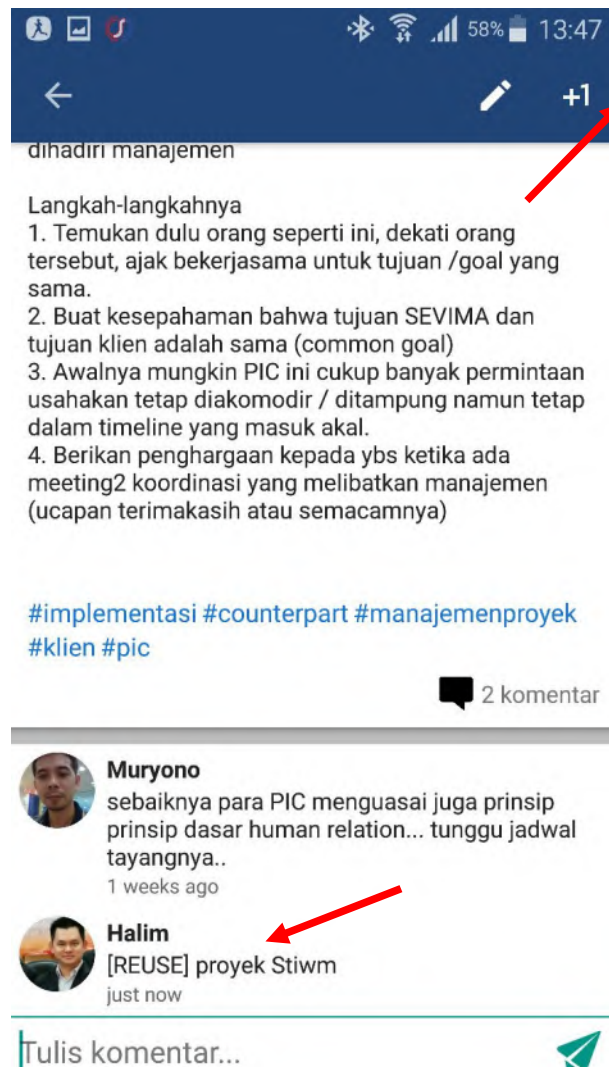 58% 13:47
+1
dihadiri manajemen
Langkah-langkahnya
1. Temukan dulu orang seperti ini, dekati orang
tersebut, ajak bekerjasama untuk tujuan /goal yang
sama.
2. Buat kesepahaman bahwa tujuan SEVIMA dan
tujuan klien adalah sama (common goal)
3. Awalnya mungkin PIC ini cukup banyak permintaan
usahakan tetap diakomodir / ditampung namun tetap
dalam timeline yang masuk akal.
4. Berikan penghargaan kepada ybs ketika ada
meeting2 koordinasi yang melibatkan manajemen
(ucapan terimakasih atau semacamnya)
#implementasi #counterpart #manajemenproyek
#klien #pic
2 komentar
Muryono
sebaiknya para PIC menguasai juga prinsip
prinsip dasar human relation... tunggu jadwal
tayangnya..
1 weeks ago
Halim
[REUSE] proyek Stiwm
just now
Tulis komentar...